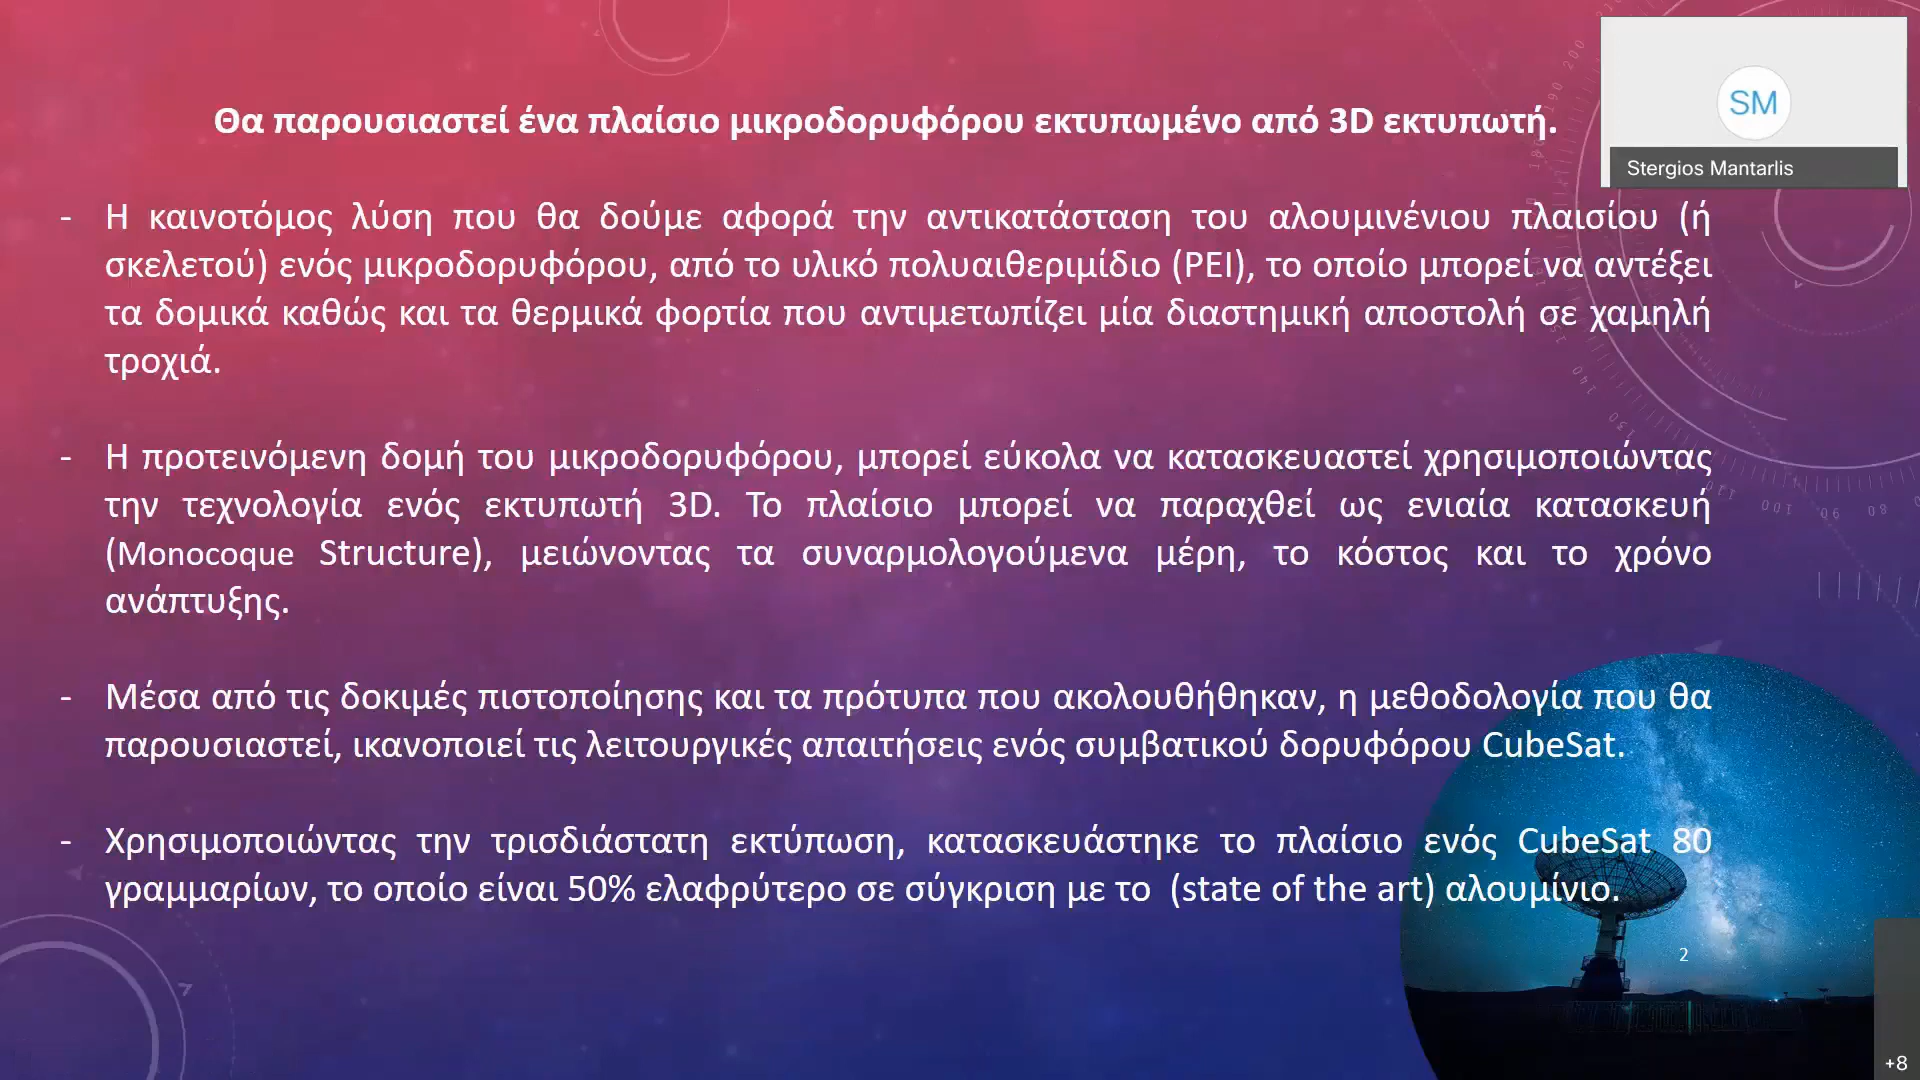 Θα παρουσιαστεί ένα πλαίσιο μικροδορυφόρου εκτυπωμένο από 3D εκτυπωτή.
SM
Stergios Mantarlis
- Η καινοτόμος λύση που θα δούμε αφορά την αντικατάσταση του αλουμινένιου πλαισίου (ή
σκελετού) ενός μικροδορυφόρου, από το υλικό πολυαιθεριμίδιο (PEI), το οποίο μπορεί να αντέξει
τα δομικά καθώς και τα θερμικά φορτία που αντιμετωπίζει μία διαστημική αποστολή σε χαμηλή
τροχιά.
- Η προτεινόμενη δομή του μικροδορυφόρου, μπορεί εύκολα να κατασκευαστεί χρησιμοποιώντας
την τεχνολογία ενός εκτυπωτή 3D. Το πλαίσιο μπορεί να παραχθεί ως ενιαία κατασκευή
(Monocoque Structure), μειώνοντας τα συναρμολογούμενα μέρη, το κόστος και το χρόνο
ανάπτυξης.
- Μέσα από τις δοκιμές πιστοποίησης και τα πρότυπα που ακολουθήθηκαν, η μεθοδολογία που θα
παρουσιαστεί, ικανοποιεί τις λειτουργικές απαιτήσεις ενός συμβατικού δορυφόρου CubeSat.
- Χρησιμοποιώντας την τρισδιάστατη εκτύπωση, κατασκευάστηκε το πλαίσιο ενός CubeSat 80
γραμμαρίων, το οποίο είναι 50% ελαφρύτερο σε σύγκριση με το (state of the art) αλουμίνιο.
2
+8